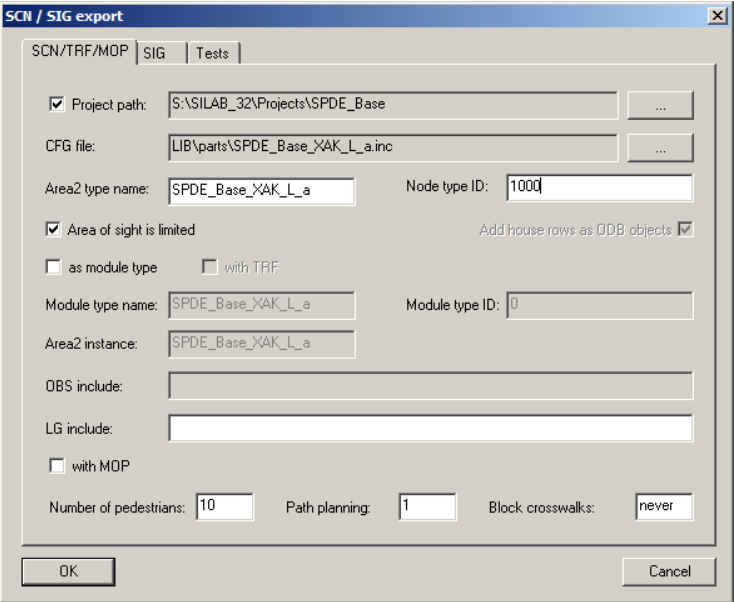 SCN / SIG export
SCN/TRF/MOP SIG Tests
Project path: S:\SILAB_32\Projects\SPDE_Base ...
CFG file: LIB\parts\SPDE_Base_XAK_L_a.inc ...
Area2 type name: SPDE_Base_XAK_L_a Node type ID: 1000
Area of sight is limited Add house rows as ODB objects
as module type with TRF
Module type name: SPDE_Base_XAK_L_a Module type ID: 0
Area2 instance: SPDE_Base_XAK_L_a
OBS include:
LG include:
with MOP
Number of pedestrians: 10 Path planning: 1 Block crosswalks: never
OK Cancel